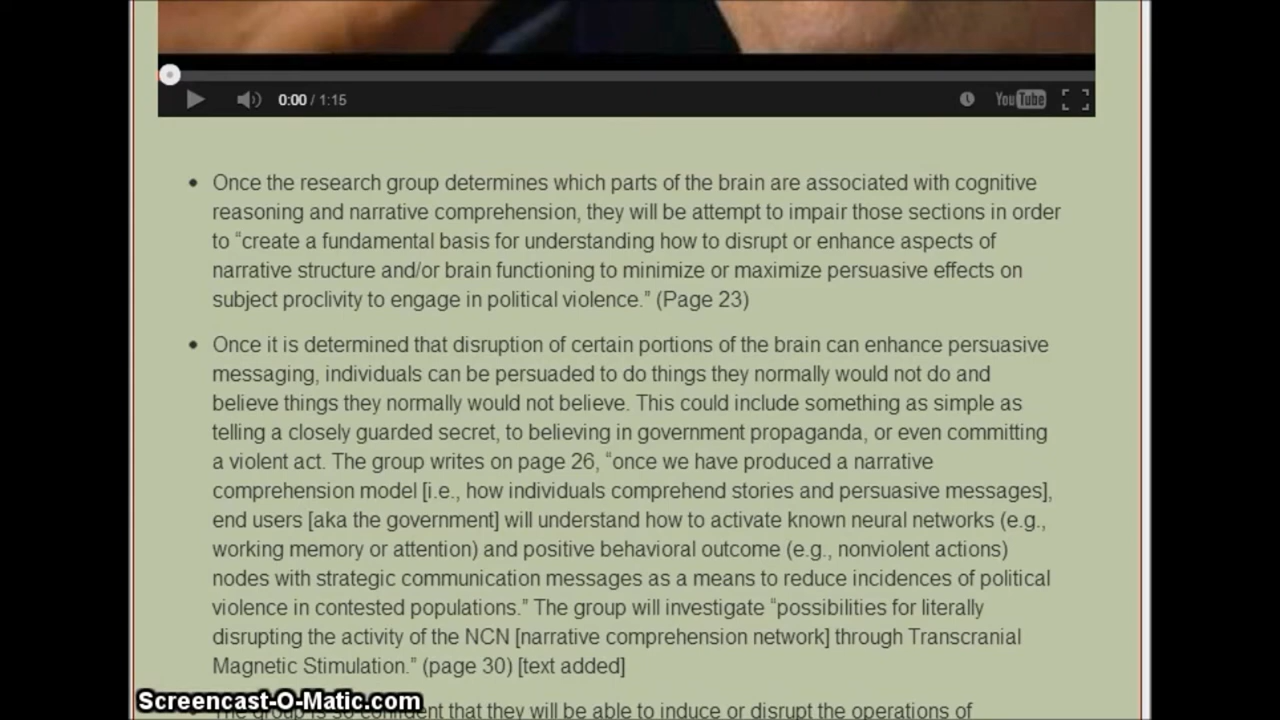 0:00 / 1:15
YouTube
• Once the research group determines which parts of the brain are associated with cognitive
reasoning and narrative comprehension, they will be attempt to impair those sections in order
to “create a fundamental basis for understanding how to disrupt or enhance aspects of
narrative structure and/or brain functioning to minimize or maximize persuasive effects on
subject proclivity to engage in political violence.” (Page 23)
• Once it is determined that disruption of certain portions of the brain can enhance persuasive
messaging, individuals can be persuaded to do things they normally would not do and
believe things they normally would not believe. This could include something as simple as
telling a closely guarded secret, to believing in government propaganda, or even committing
a violent act. The group writes on page 26, “once we have produced a narrative
comprehension model [i.e., how individuals comprehend stories and persuasive messages],
end users [aka the government] will understand how to activate known neural networks (e.g.,
working memory or attention) and positive behavioral outcome (e.g., nonviolent actions)
nodes with strategic communication messages as a means to reduce incidences of political
violence in contested populations.” The group will investigate “possibilities for literally
disrupting the activity of the NCN [narrative comprehension network] through Transcranial
Magnetic Stimulation.” (page 30) [text added]
Screencast-O-Matic.com
The group is so confident that they will be able to induce or disrupt the operations of